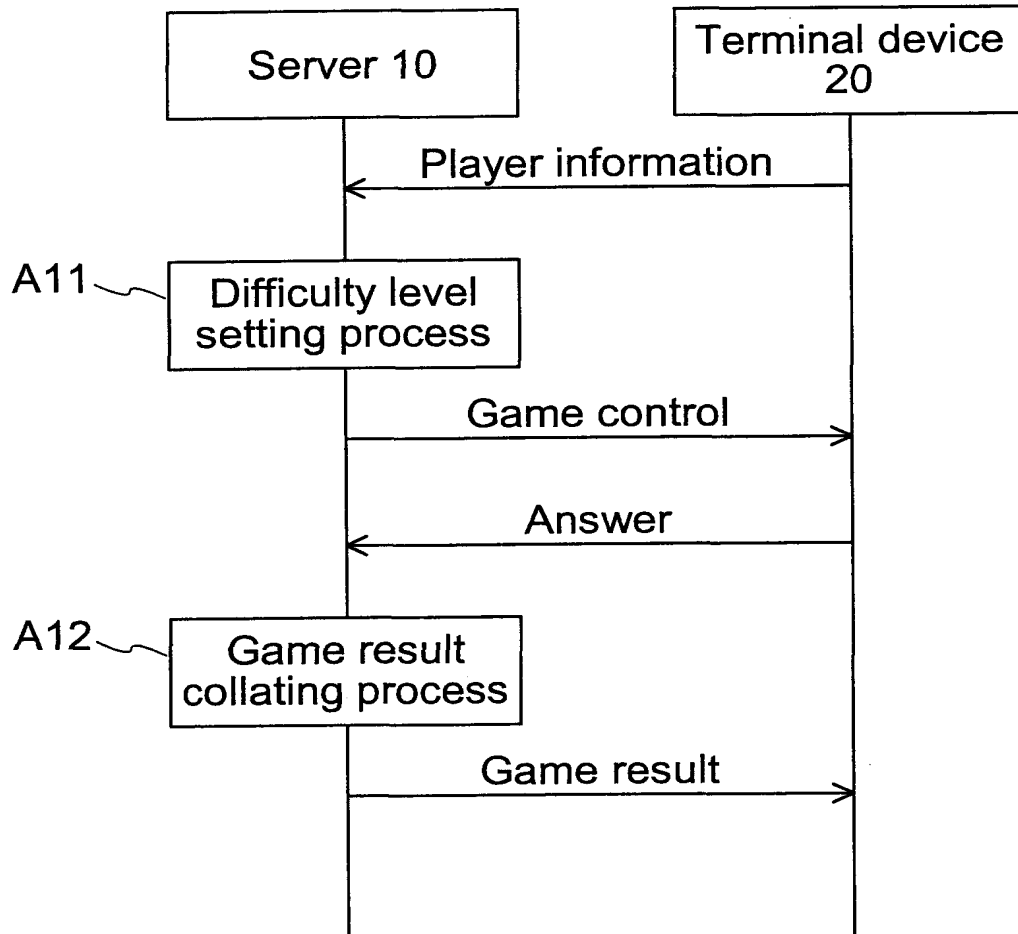 Server 10
Terminal device
20
Player information
A11
Difficulty level
setting process
Game control
Answer
A12
Game result
collating process
Game result